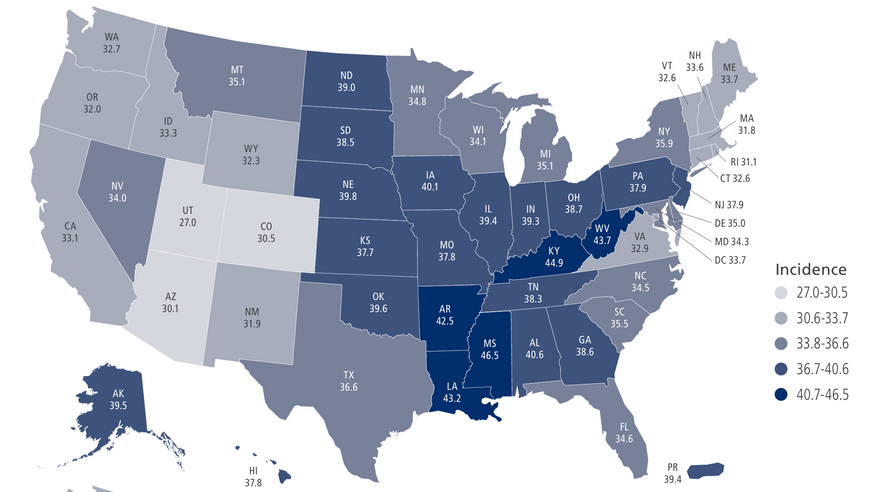 WA
32.7
OR
32.0
CA
33.1
ID
33.3
NV
34.0
MT
35.1
WY
32.3
UT
27.0
CO
30.5
AZ
30.1
NM
31.9
ND
39.0
SD
38.5
NE
39.8
KS
37.7
OK
39.6
TX
36.6
MN
34.8
IA
40.1
MO
37.8
AR
42.5
LA
43.2
WI
34.1
IL
39.4
MI
35.1
IN
39.3
OH
38.7
KY
44.9
TN
38.3
MS
46.5
AL
40.6
GA
38.6
FL
34.6
SC
35.5
NC
34.5
VA
32.9
WV
43.7
PA
37.9
NY
35.9
VT
32.6
NH
33.6
ME
33.7
MA
31.8
RI 31.1
CT 32.6
NJ 37.9
DE 35.0
MD 34.3
DC 33.7
AK
39.5
HI
37.8
PR
39.4
Incidence
27.0-30.5
30.6-33.7
33.8-36.6
36.7-40.6
40.7-46.5